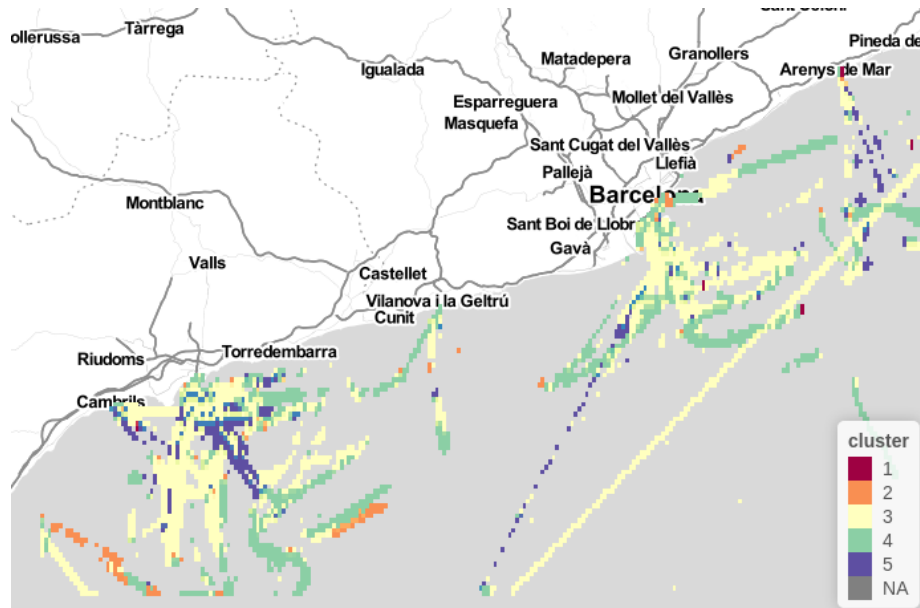 ollerussa
Tàrrega
Pineda de
Matadepera
Granollers
Igualada
Arenys de Mar
Esparreguera
Mollet del Vallès
Masquefa
Sant Cugat del Vallès
Llefià
Pallejà
Montblanc
Sant Boi de Llobr
Gavà
Valls
Castellet
Vilanova i la Geltrú
Cunit
Riudoms
Torredembarra
Cambrils
cluster
1
2
3
4
5
NA